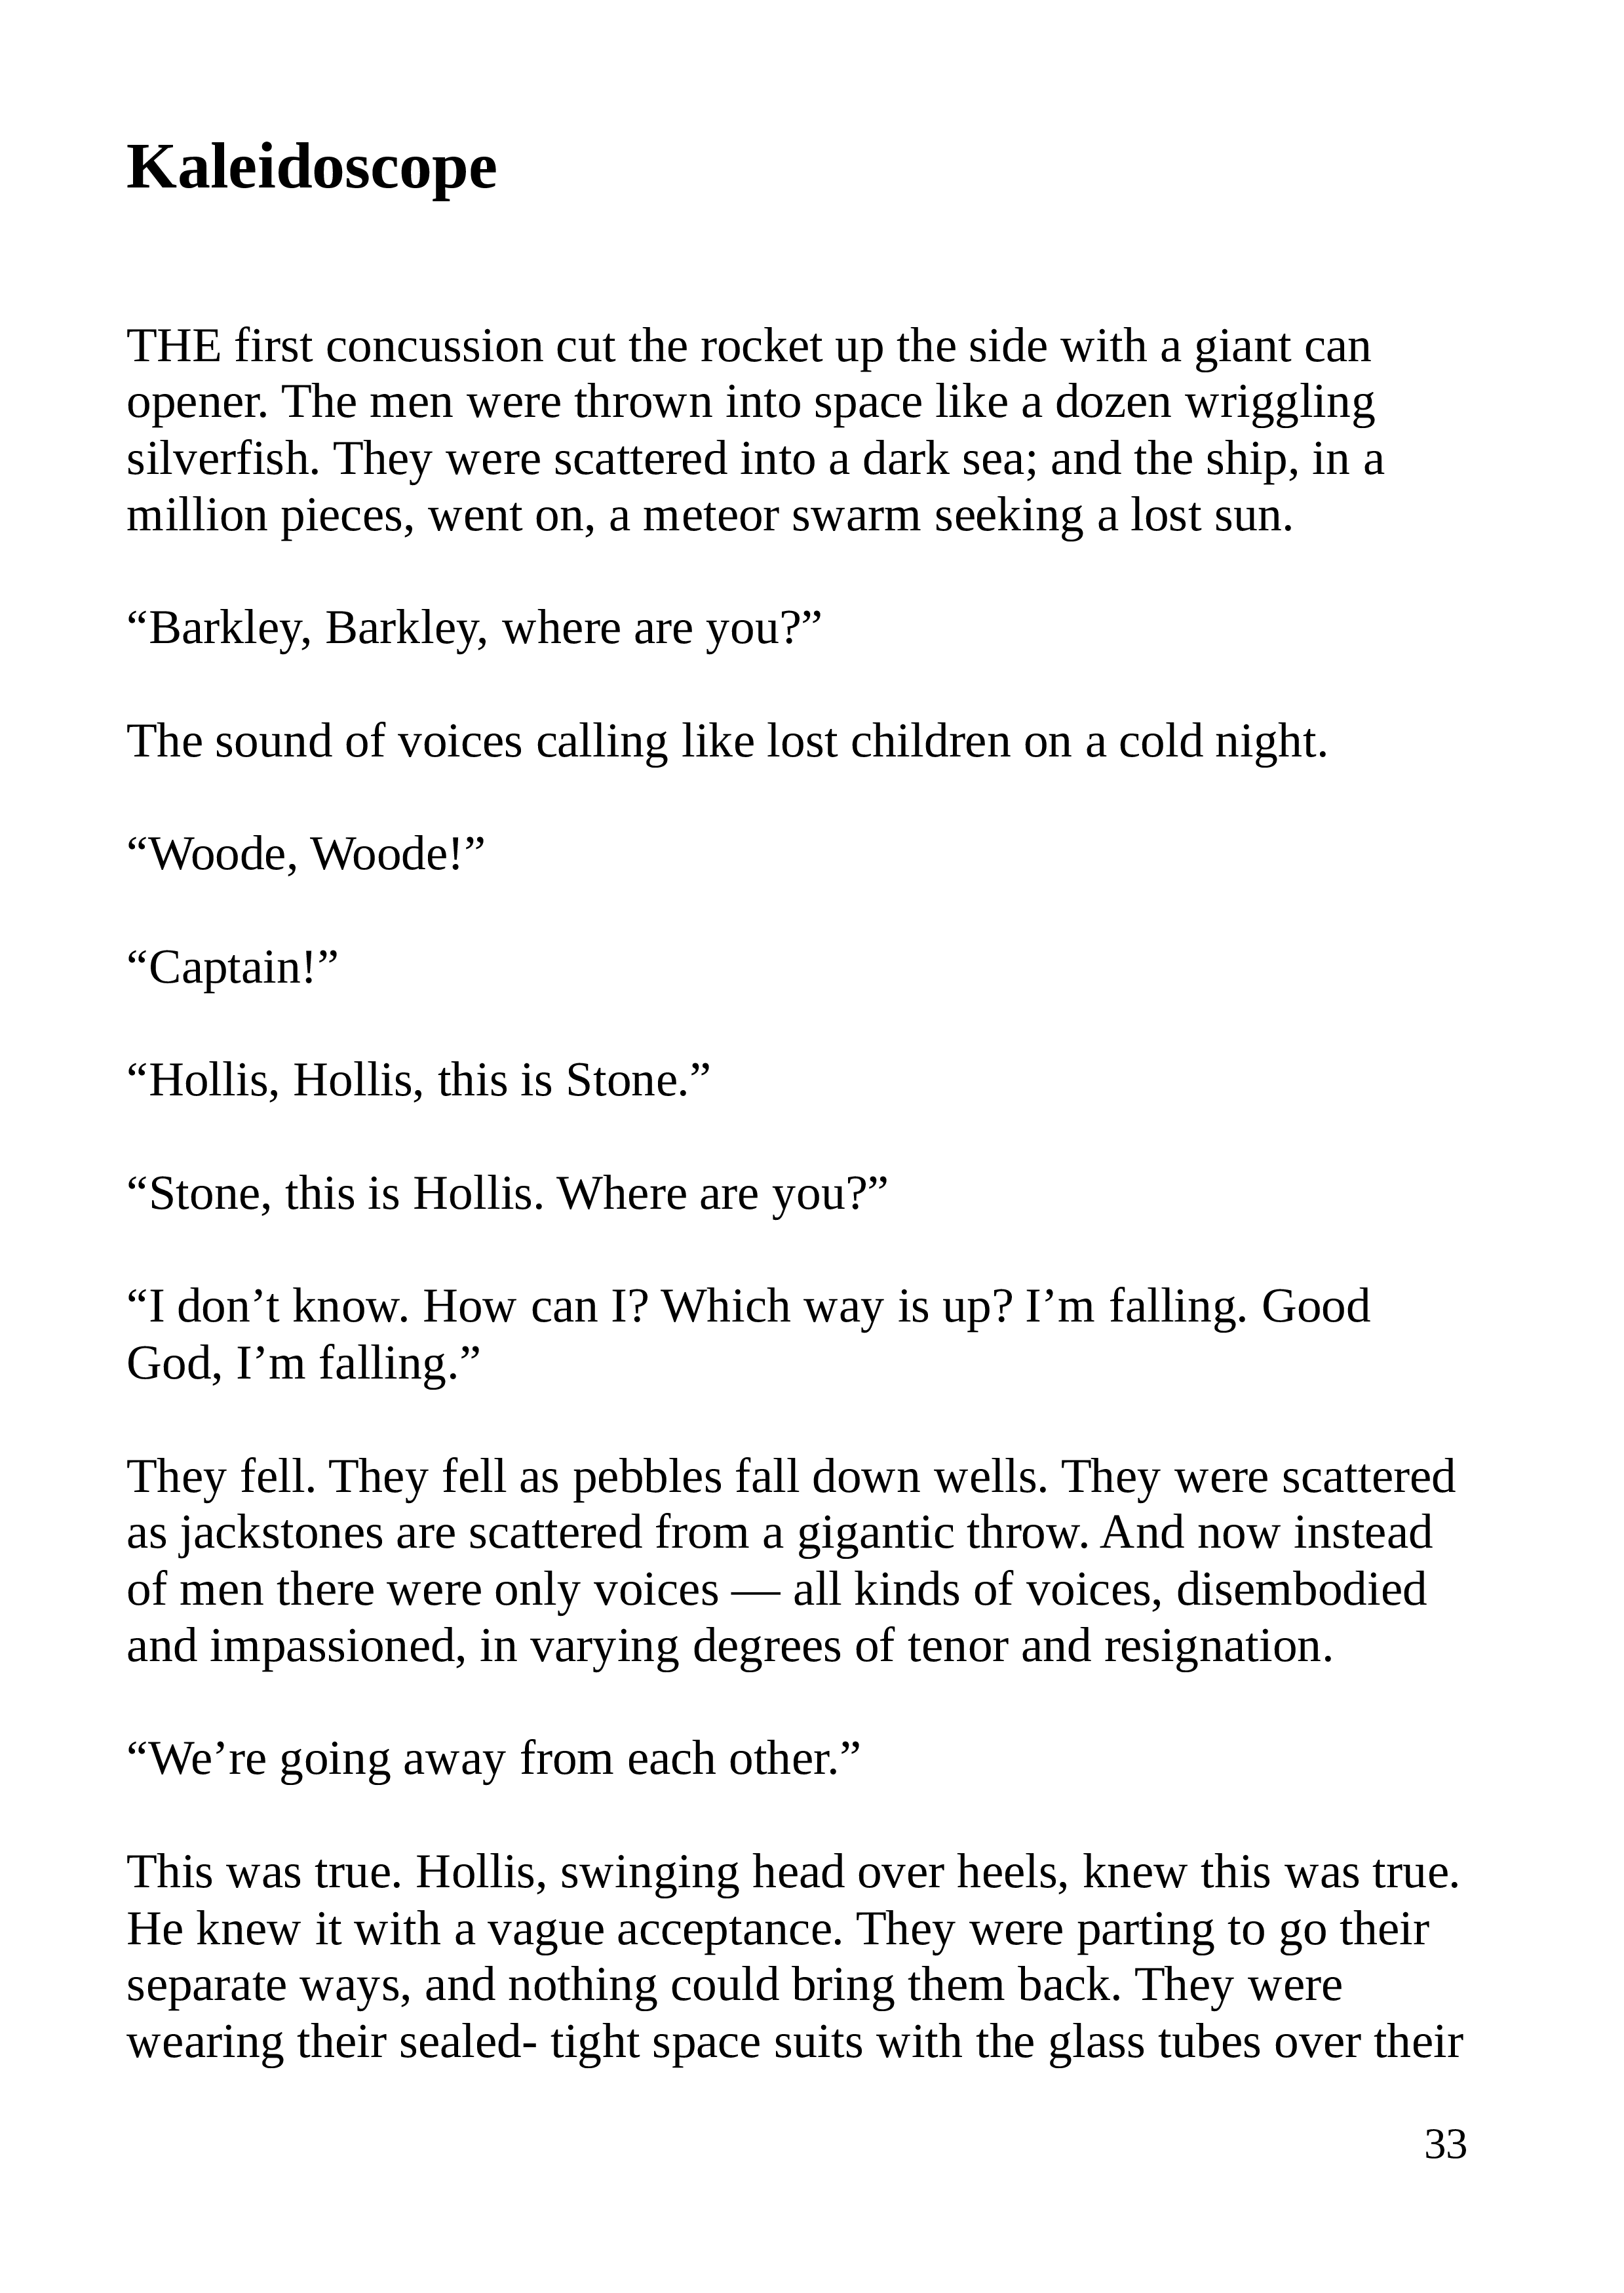 Kaleidoscope
THE first concussion cut the rocket up the side with a giant can
opener. The men were thrown into space like a dozen wriggling
silverfish. They were scattered into a dark sea; and the ship, in a
million pieces, went on, a meteor swarm seeking a lost sun.
“Barkley, Barkley, where are you?”
The sound of voices calling like lost children on a cold night.
“Woode, Woode!”
“Captain!”
“Hollis, Hollis, this is Stone.”
“Stone, this is Hollis. Where are you?”
“I don’t know. How can I? Which way is up? I’m falling. Good
God, I’m falling.”
They fell. They fell as pebbles fall down wells. They were scattered
as jackstones are scattered from a gigantic throw. And now instead
of men there were only voices — all kinds of voices, disembodied
and impassioned, in varying degrees of tenor and resignation.
“We’re going away from each other.”
This was true. Hollis, swinging head over heels, knew this was true.
He knew it with a vague acceptance. They were parting to go their
separate ways, and nothing could bring them back. They were
wearing their sealed- tight space suits with the glass tubes over their
33